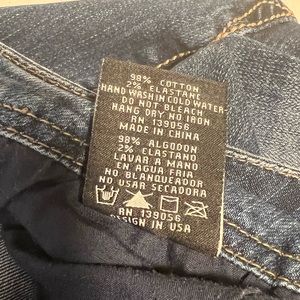 98% COTTON
2% ELASTANE
HAND WASH IN COLD WATER
DO NOT BLEACH
HANG DRY NO IRON
RN 139056
MADE IN CHINA
98% ALGODON
2% ELASTANO
LAVAR A MANO
EN AGUA FRIA
NO BLANQUEADOR
NO USAR SECADORA
RN 139056
DESIGN IN USA